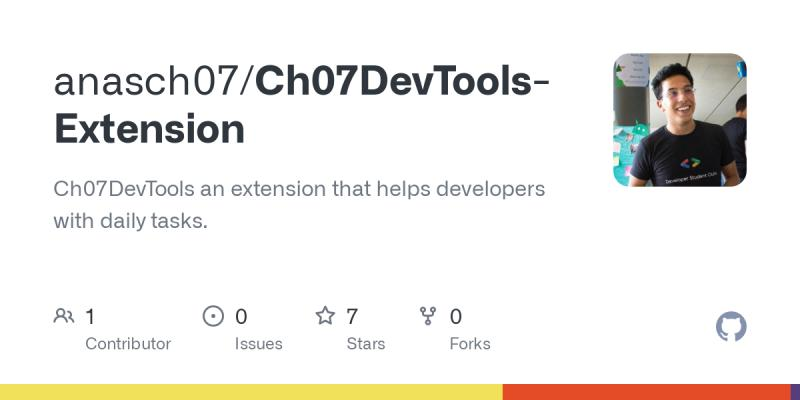 anasch07/Ch07DevTools-
Extension
Ch07DevTools an extension that helps developers
with daily tasks.
1
Contributor
0
Issues
7
Stars
0
Forks
Developer Student Club